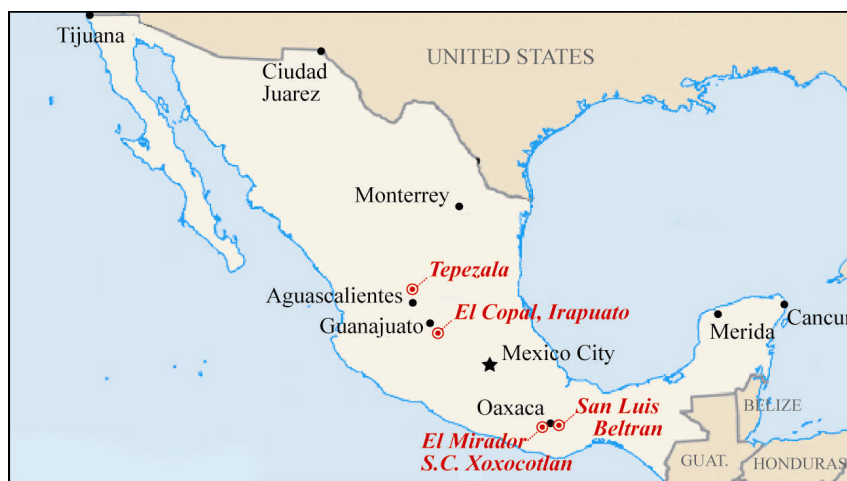 Tijuana
Ciudad
Juarez
UNITED STATES
Monterrey
Tepezala
Aguascalientes
El Copal, Irapuato
Guanajuato
Merida
Cancun
Mexico City
Oaxaca
San Luis
Beltran
BELIZE
El Mirador
S.C. Xoxocotlan
GUAT.
HONDURAS